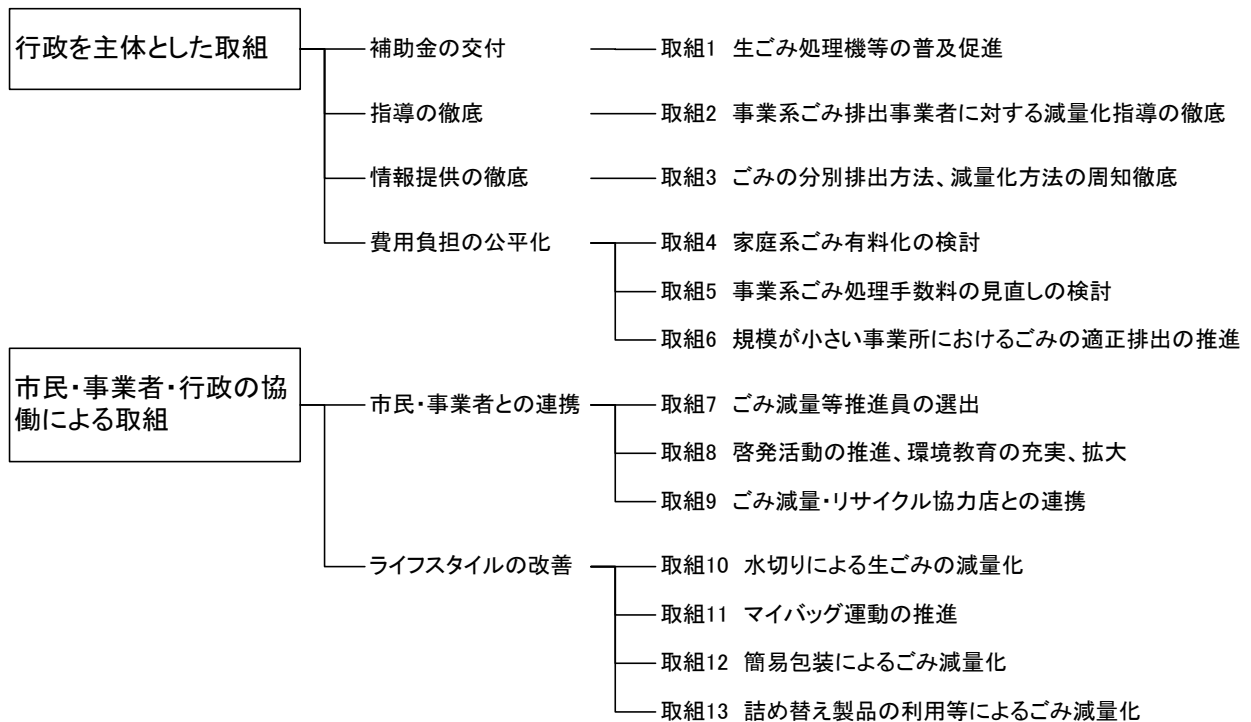 行政を主体とした取組
補助金の交付
取組1 生ごみ処理機等の普及促進
指導の徹底
取組2 事業系ごみ排出事業者に対する減量化指導の徹底
情報提供の徹底
取組3 ごみの分別排出方法、減量化方法の周知徹底
費用負担の公平化
取組4 家庭系ごみ有料化の検討
取組5 事業系ごみ処理手数料の見直しの検討
取組6 規模が小さい事業所におけるごみの適正排出の推進
市民・事業者・行政の協
働による取組
市民・事業者との連携
取組7 ごみ減量等推進員の選出
取組8 啓発活動の推進、環境教育の充実、拡大
取組9 ごみ減量・リサイクル協力店との連携
ライフスタイルの改善
取組10 水切りによる生ごみの減量化
取組11 マイバッグ運動の推進
取組12 簡易包装によるごみ減量化
取組13 詰め替え製品の利用等によるごみ減量化